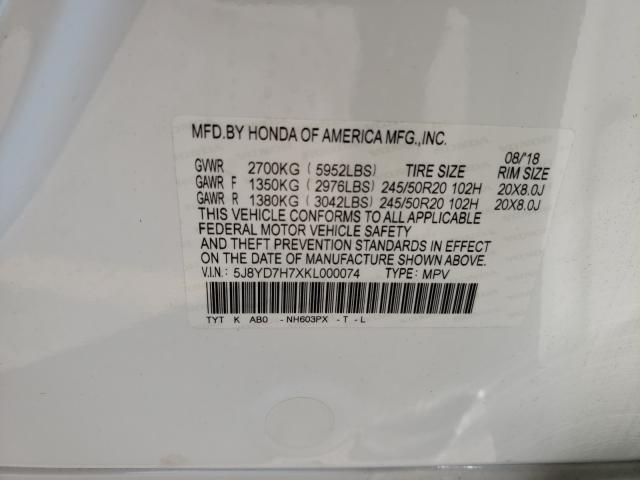 MFD.BY HONDA OF AMERICA MFG.,INC.
08/'18
GVWR 2700KG ( 5952LBS) TIRE SIZE RIM SIZE
GAWR F 1350KG ( 2976LBS) 245/50R20 102H 20X8.0J
GAWR R 1380KG ( 3042LBS) 245/50R20 102H 20X8.0J
THIS VEHICLE CONFORMS TO ALL APPLICABLE
FEDERAL MOTOR VEHICLE SAFETY
AND THEFT PREVENTION STANDARDS IN EFFECT
ON THE DATE OF MANUFACTURE SHOWN ABOVE.
V.I.N.: 5J8YD7H7XKL000074 TYPE: MPV
TYT K AB0 -NH603PX -T -L